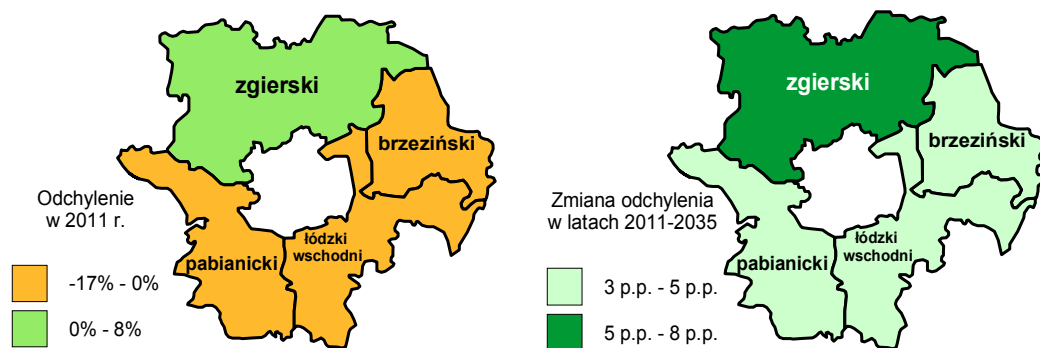 zgierski
brzeziński
Odchylenie
w 2011 r.
łódzki
wschodni
pabianicki
-17% - 0%
0% - 8%
zgierski
brzeziński
Zmiana odchylenia
w latach 2011-2035
łódzki
wschodni
pabianicki
3 p.p. - 5 p.p.
5 p.p. - 8 p.p.